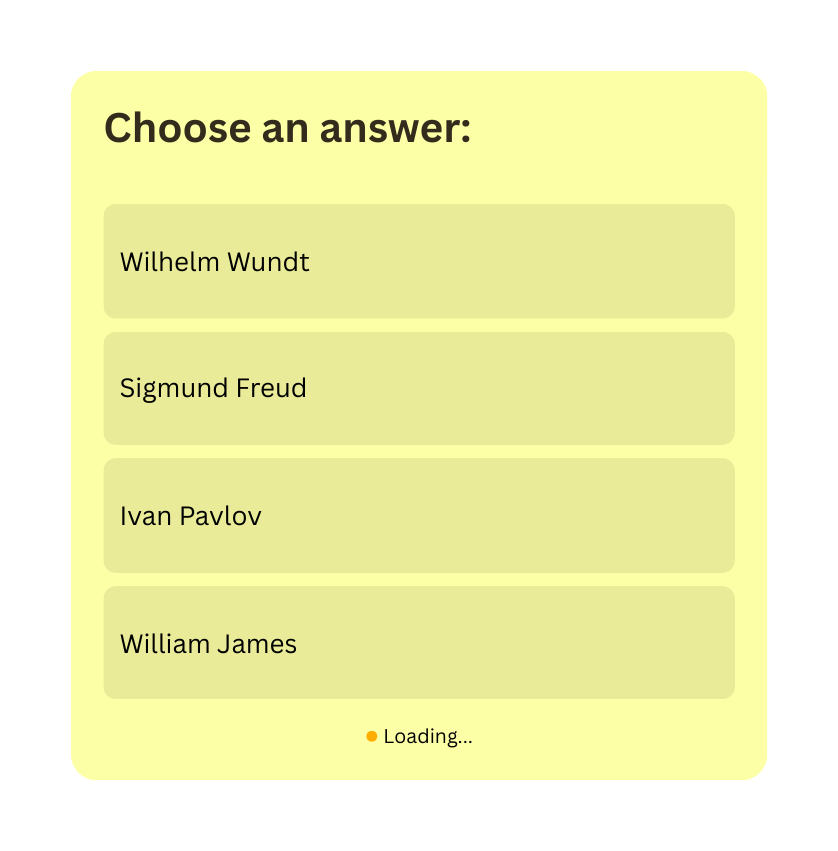 Choose an answer:
Wilhelm Wundt
Sigmund Freud
Ivan Pavlov
William James
Loading...